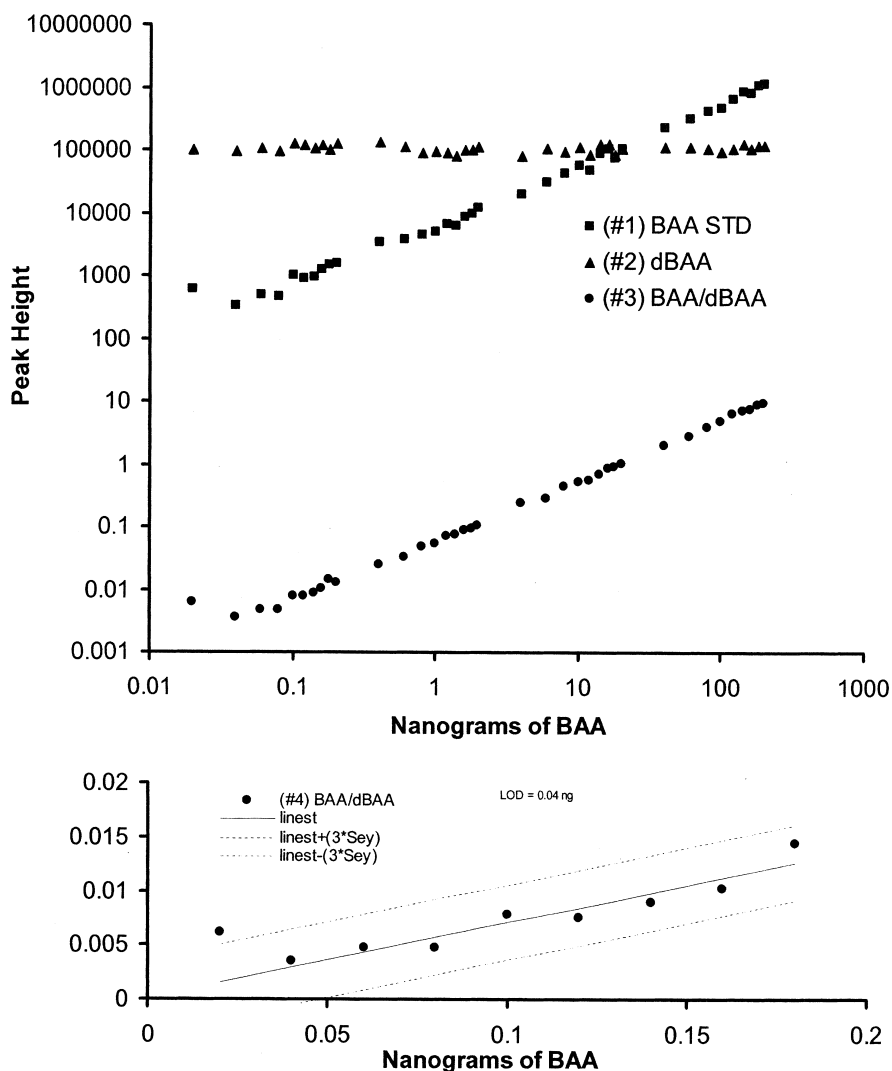 10000000
1000000
100000
10000
1000
100
10
1
0.1
0.01
0.001
Peak Height
(#1) BAA STD
(#2) dBAA
(#3) BAA/dBAA
0.01 0.1 1 10 100 1000
Nanograms of BAA
0.02
0.015
0.01
0.005
0
(#4) BAA/dBAA
linest
linest+(3*Sey)
linest-(3*Sey)
LOD = 0.04 ng
0 0.05 0.1 0.15 0.2
Nanograms of BAA